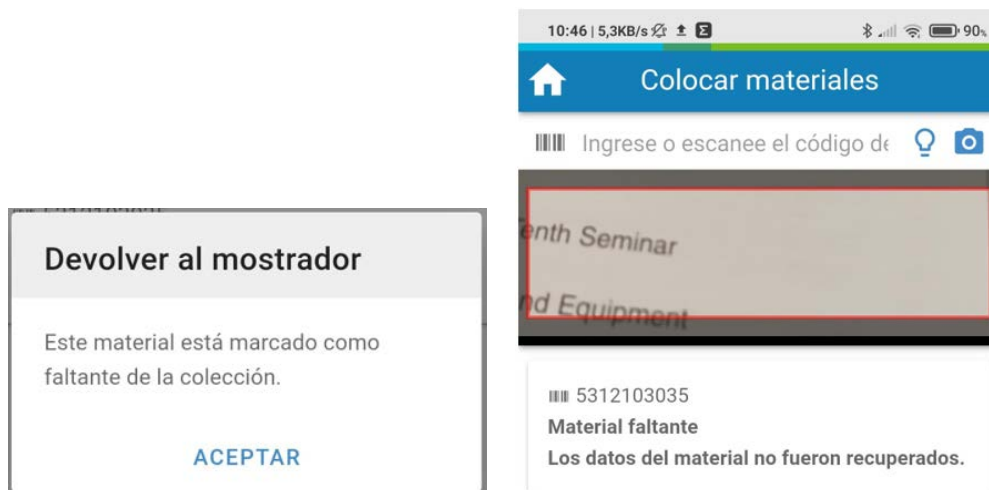 Devolver al mostrador
Este material está marcado como
faltante de la colección.
ACEPTAR
10:46 | 5,3KB/s
90%
Colocar materiales
Ingrese o escanee el código de
enth Seminar
nd Equipment
5312103035
Material faltante
Los datos del material no fueron recuperados.